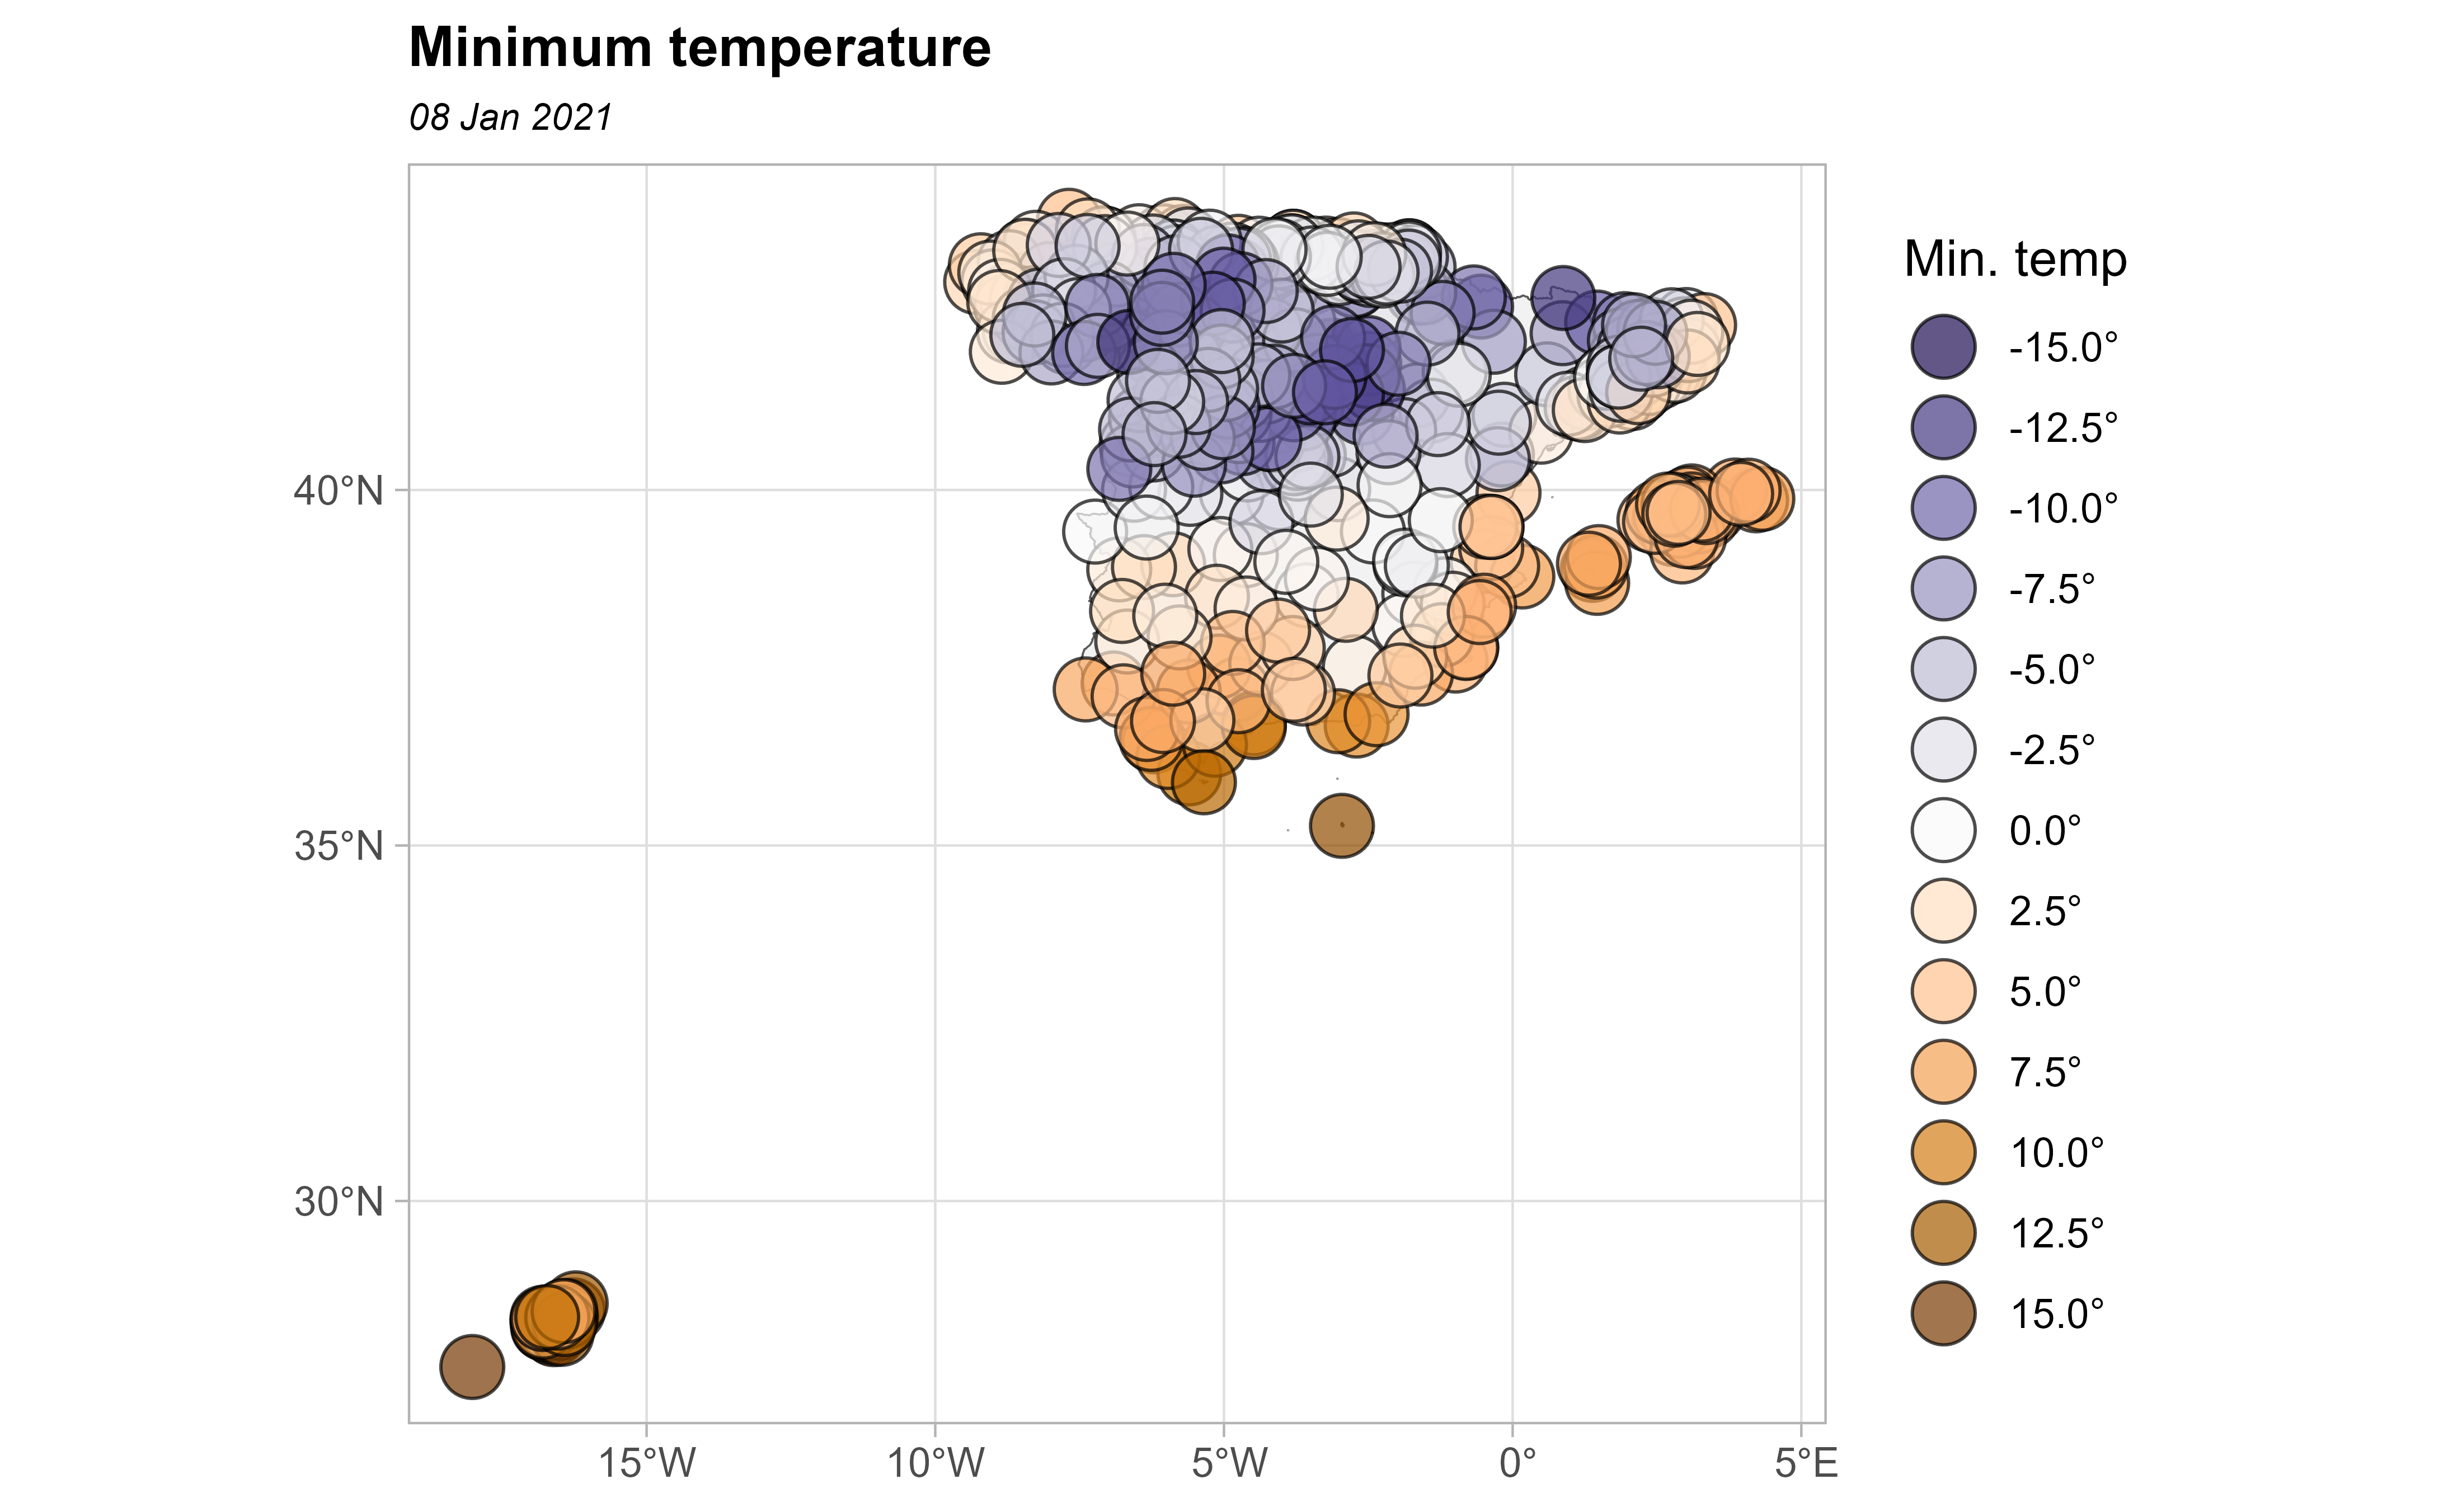 Minimum temperature
08 Jan 2021
40°N
35°N
30°N
15°W
10°W
5°W
0°
5°E
Min. temp
-15.0°
-12.5°
-10.0°
-7.5°
-5.0°
-2.5°
0.0°
2.5°
5.0°
7.5°
10.0°
12.5°
15.0°